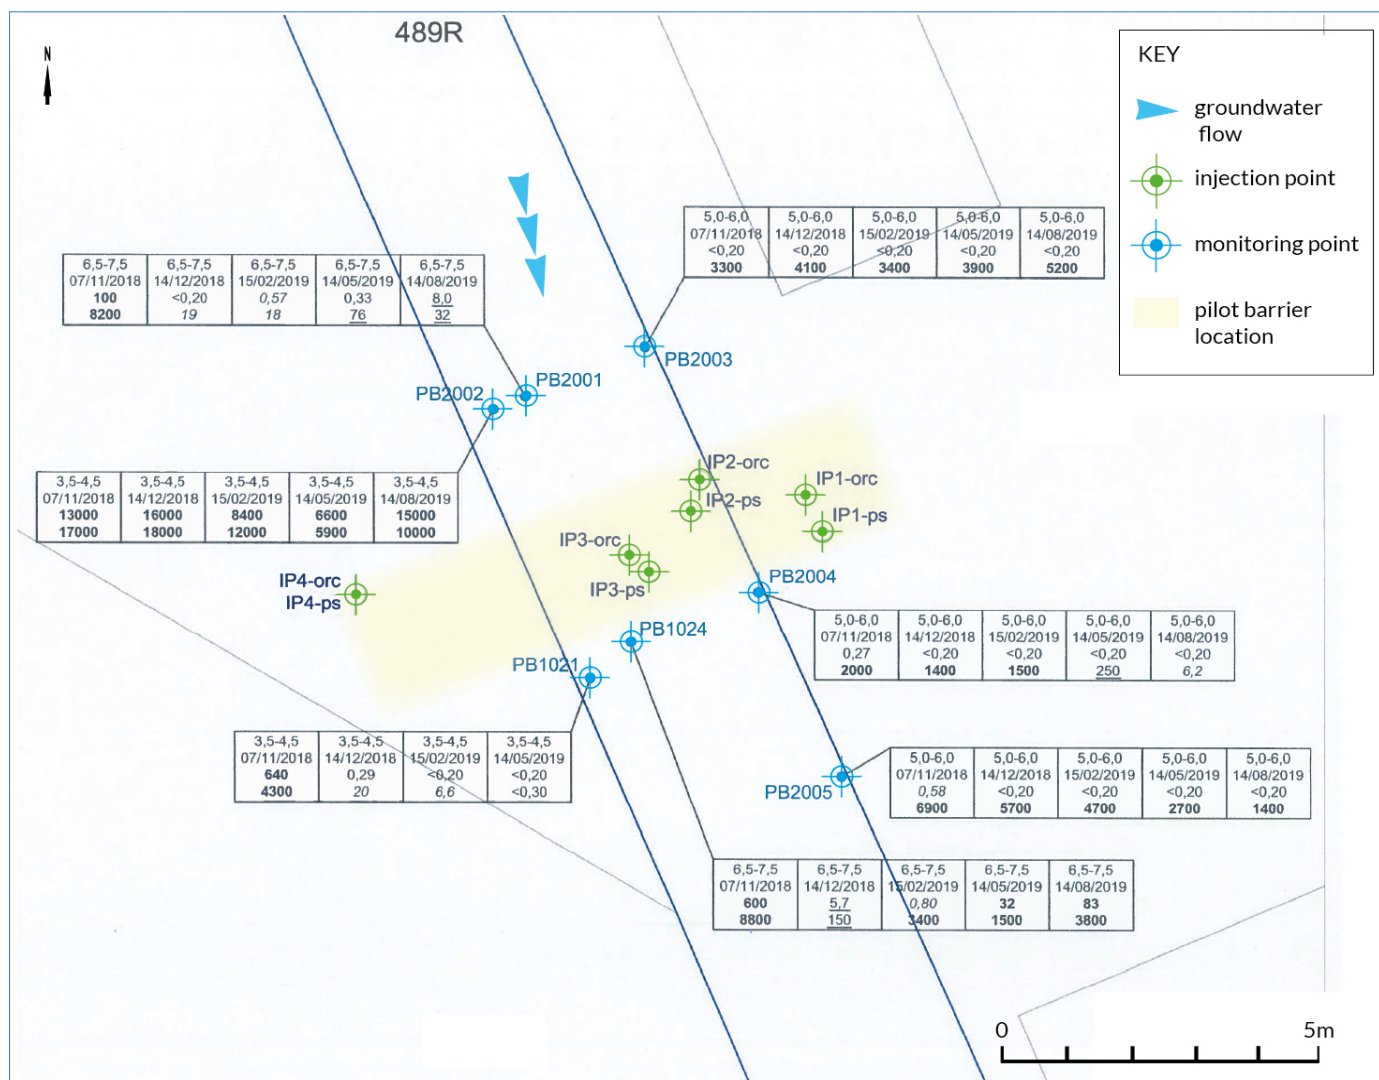 489R
N
KEY
groundwater
flow
injection point
monitoring point
pilot barrier
location
5,0-6,0 5,0-6,0 5,0-6,0 5,0-6,0 5,0-6,0
07/11/2018 14/12/2018 15/02/2019 14/05/2019 14/08/2019
<0,20 <0,20 <0,20 <0,20 <0,20
3300 4100 3400 3900 5200
6,5-7,5 6,5-7,5 6,5-7,5 6,5-7,5 6,5-7,5
07/11/2018 14/12/2018 15/02/2019 14/05/2019 14/08/2019
100 <0,20 0,57 0,33 8,0
8200 19 18 76 32
PB2003
PB2001
PB2002
3,5-4,5 3,5-4,5 3,5-4,5 3,5-4,5 3,5-4,5
07/11/2018 14/12/2018 15/02/2019 14/05/2019 14/08/2019
13000 16000 8400 6600 15000
17000 18000 12000 5900 10000
IP2-orc
IP1-orc
IP2-ps
IP1-ps
IP3-orc
IP3-ps
IP4-orc
IP4-ps
PB2004
5,0-6,0 5,0-6,0 5,0-6,0 5,0-6,0 5,0-6,0
07/11/2018 14/12/2018 15/02/2019 14/05/2019 14/08/2019
0,27 <0,20 <0,20 <0,20 <0,20
2000 1400 1500 250 6,2
PB1024
PB1021
3,5-4,5 3,5-4,5 3,5-4,5 3,5-4,5
07/11/2018 14/12/2018 15/02/2019 14/05/2019
640 0,29 <0,20 <0,20
4300 20 6,6 <0,30
PB2005
5,0-6,0 5,0-6,0 5,0-6,0 5,0-6,0 5,0-6,0
07/11/2018 14/12/2018 15/02/2019 14/05/2019 14/08/2019
0,58 <0,20 <0,20 <0,20 <0,20
6900 5700 4700 2700 1400
6,5-7,5 6,5-7,5 6,5-7,5 6,5-7,5 6,5-7,5
07/11/2018 14/12/2018 15/02/2019 14/05/2019 14/08/2019
600 5,7 0,80 32 83
8800 150 3400 1500 3800
0 5m